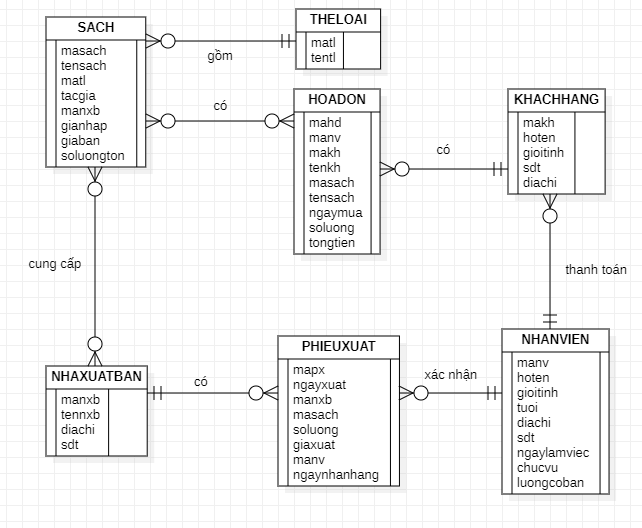 SACH
masach
tensach
matl
tacgia
manxb
gianhap
giaban
soluongton
gồm
THELOAI
matl
tentl
có
HOADON
mahd
manv
makh
tenkh
masach
tensach
ngaymua
soluong
tongtien
có
KHACHHANG
makh
hoten
gioitinh
sdt
diachi
cung cấp
thanh toán
NHAXUATBAN
manxb
tennxb
diachi
sdt
có
PHIEUXUAT
mapx
ngayxuat
manxb
masach
soluong
giaxuat
manv
ngaynhanhang
xác nhận
NHANVIEN
manv
hoten
gioitinh
tuoi
diachi
sdt
ngaylamviec
chucvu
luongcoban